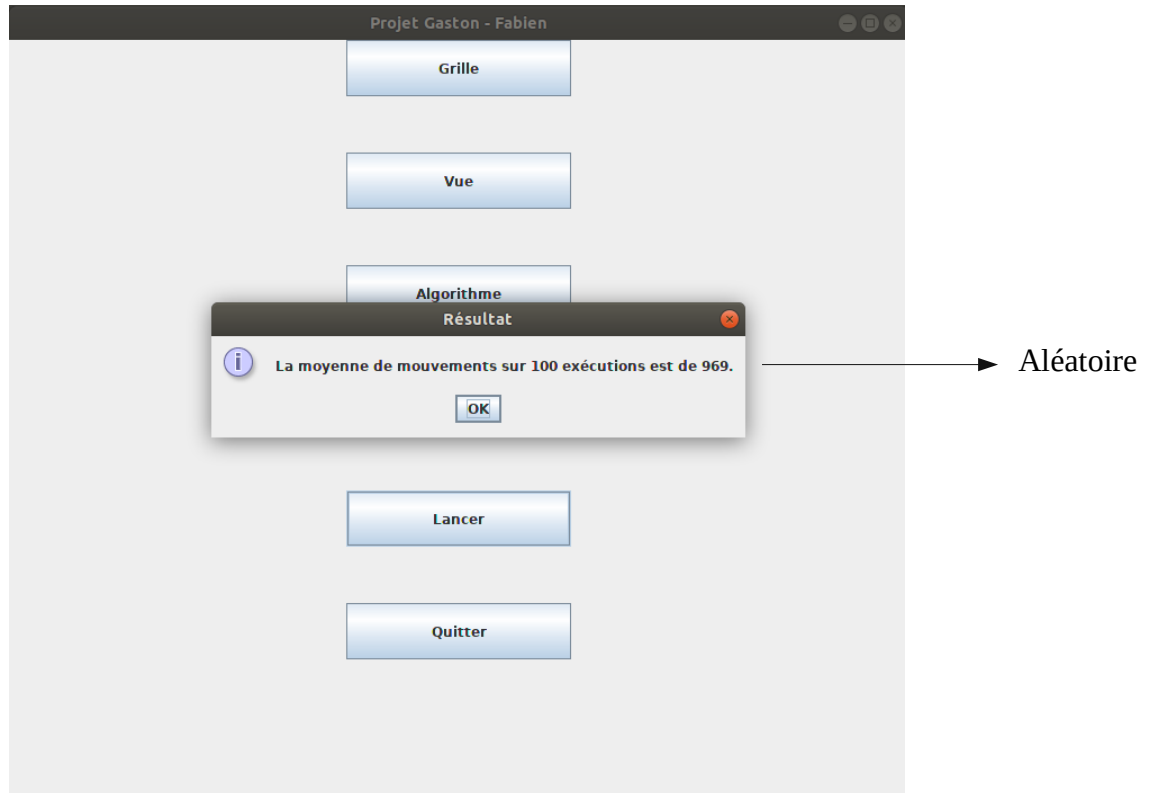 Projet Gaston - Fabien
Grille
Vue
Algorithme
Résultat
La moyenne de mouvements sur 100 exécutions est de 969.
Aléatoire
OK
Lancer
Quitter